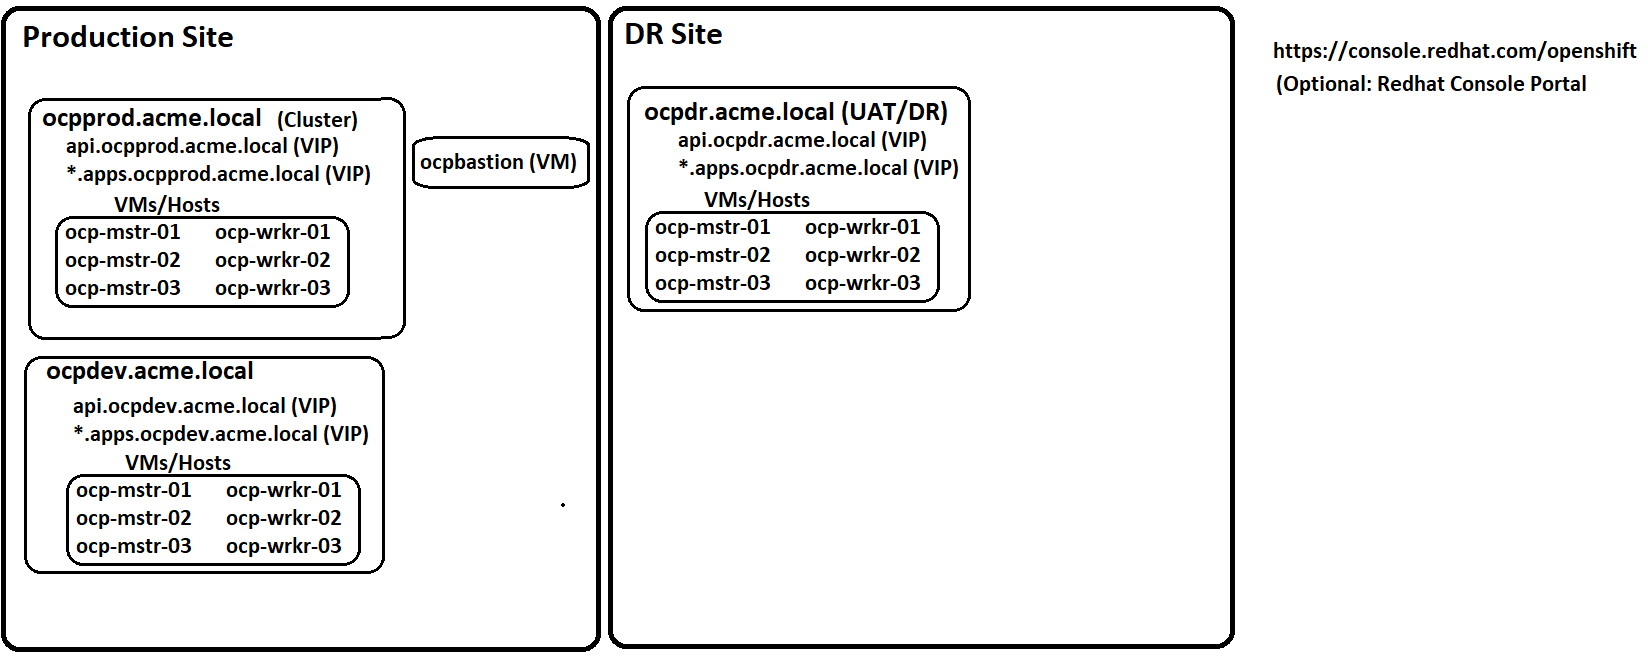 Production Site
ocpprod.acme.local (Cluster)
api.ocpprod.acme.local (VIP)
*.apps.ocpprod.acme.local (VIP)
VMs/Hosts
ocp-mstr-01 ocp-wrkr-01
ocp-mstr-02 ocp-wrkr-02
ocp-mstr-03 ocp-wrkr-03
ocpbastion (VM)
ocpdev.acme.local
api.ocpdev.acme.local (VIP)
*.apps.ocpdev.acme.local (VIP)
VMs/Hosts
ocp-mstr-01 ocp-wrkr-01
ocp-mstr-02 ocp-wrkr-02
ocp-mstr-03 ocp-wrkr-03
DR Site
ocpdr.acme.local (UAT/DR)
api.ocpdr.acme.local (VIP)
*.apps.ocpdr.acme.local (VIP)
VMs/Hosts
ocp-mstr-01 ocp-wrkr-01
ocp-mstr-02 ocp-wrkr-02
ocp-mstr-03 ocp-wrkr-03
https://console.redhat.com/openshift
(Optional: Redhat Console Portal